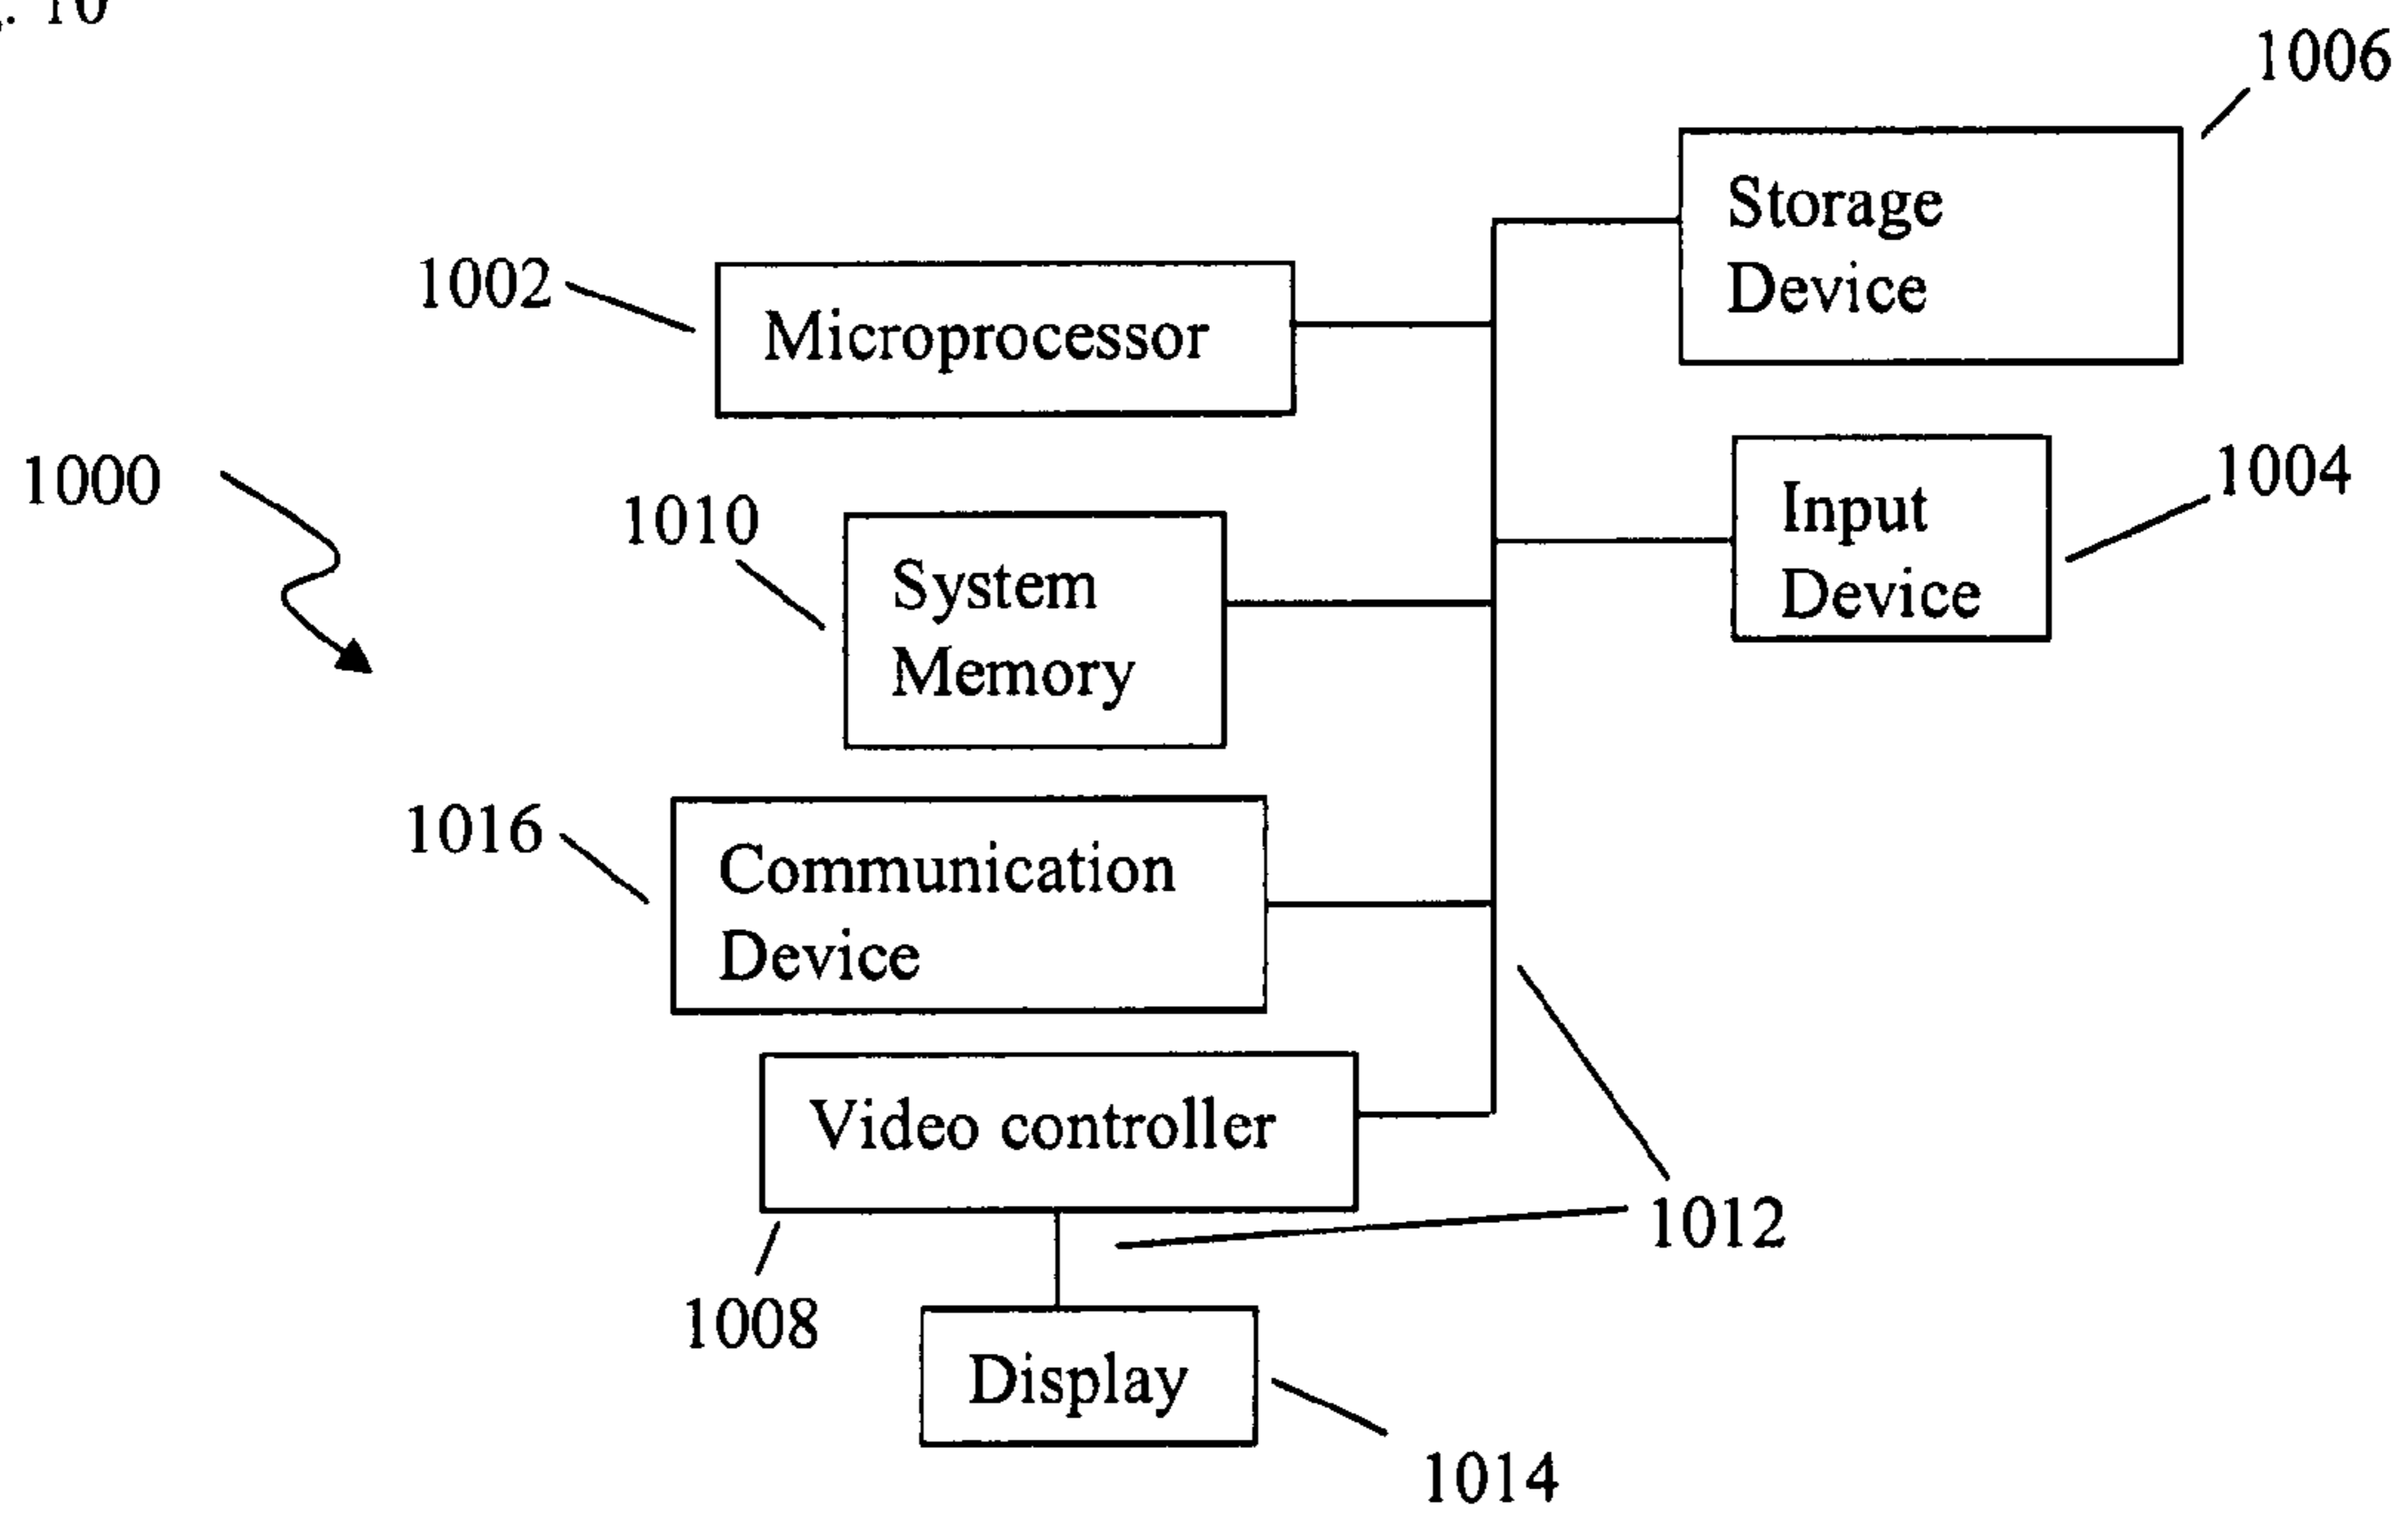 . 10
1006
Storage
Device
1002
Microprocessor
1000
1004
Input
Device
1010
System
Memory
1016
Communication
Device
Video controller
1012
1008
Display
1014